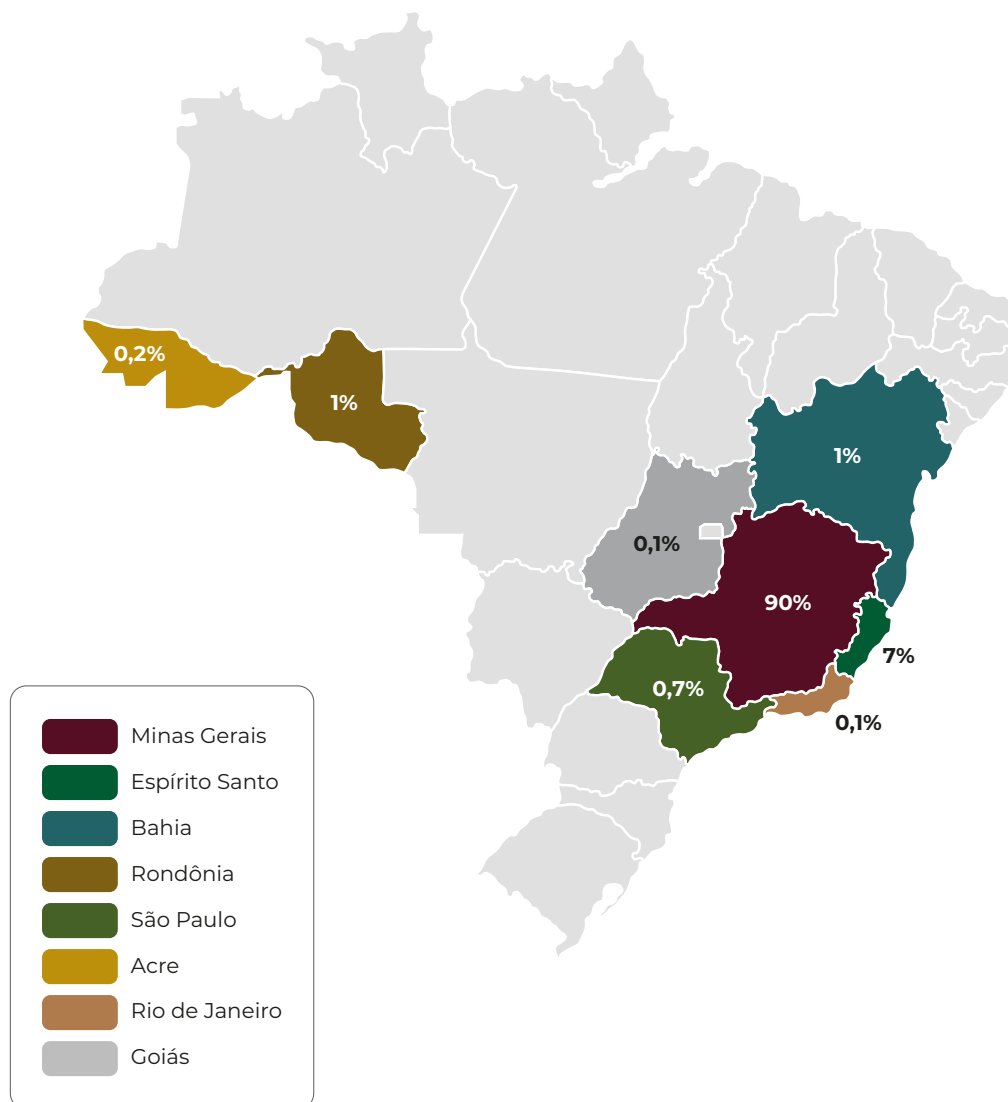 0,2%
1%
1%
0,1%
90%
7%
0,7%
0,1%
Minas Gerais
Espírito Santo
Bahia
Rondônia
São Paulo
Acre
Rio de Janeiro
Goiás